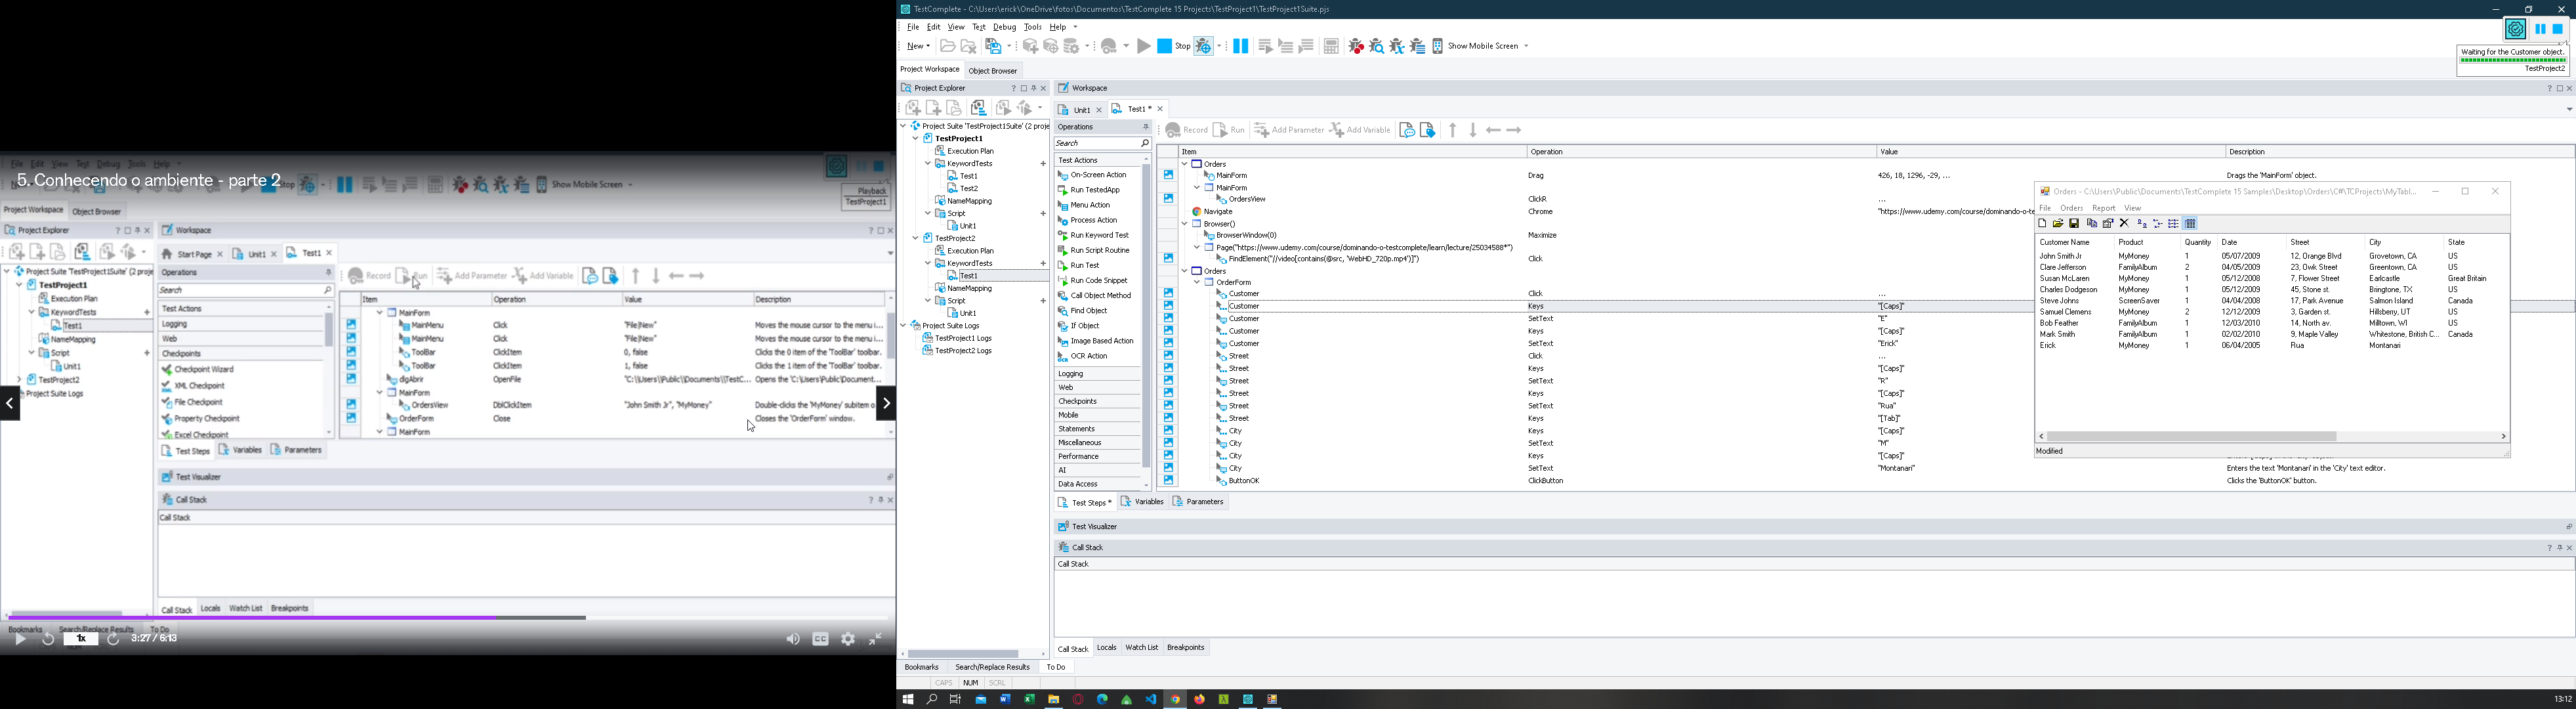 5. Conhecendo o ambiente - parte 2
Show Mobile Screen
Playback
TestProject1
Project Workspace
Object Browser
Project Explorer
Workspace
Start Page
Unit1
Test1
Project Suite 'TestProject1Suite' (2 proje
TestProject1
Execution Plan
KeywordTests
Test1
NameMapping
Script
Unit1
TestProject2
Project Suite Logs
Operations
Search
Test Actions
Logging
Web
Checkpoints
Checkpoint Wizard
XML Checkpoint
File Checkpoint
Property Checkpoint
Excel Checkpoint
Record
Run
Add Parameter
Add Variable
Item Operation Value Description
MainForm
MainMenu Click "File|New" Moves the mouse cursor to the menu i...
MainMenu Click "File|New" Moves the mouse cursor to the menu i...
ToolBar ClickItem 0, false Clicks the 0 item of the 'ToolBar' toolbar.
ToolBar ClickItem 1, false Clicks the 1 item of the 'ToolBar' toolbar.
dlgAbrir OpenFile "C:\\Users\\Public\\Documents\\TestC... Opens the 'C:\Users\Public\Document...
MainForm
OrdersView DblClickItem "John Smith Jr", "MyMoney" Double-clicks the 'MyMoney' subitem o
OrderForm Close Closes the 'OrderForm' window.
MainForm
Test Steps Variables Parameters
Test Visualizer
Call Stack
Call Stack
Call Stack Locals Watch List Breakpoints
Bookmarks Search/Replace Results To Do
1x 3:27 / 6:13 CC
TestComplete - C:\Users\erick\OneDrive\fotos\Documentos\TestComplete 15 Projects\TestProject1\TestProject1Suite.pjs
File Edit View Test Debug Tools Help
New Stop Show Mobile Screen
Waiting for the Customer object.
TestProject2
Project Workspace Object Browser
Project Explorer
Workspace
Unit1 Test1 *
Project Suite 'TestProject1Suite' (2 proje
TestProject1
Execution Plan
KeywordTests
Test1
Test2
NameMapping
Script
Unit1
TestProject2
Execution Plan
KeywordTests
Test1
NameMapping
Script
Unit1
Project Suite Logs
TestProject1 Logs
TestProject2 Logs
Operations
Search
Test Actions
On-Screen Action
Run TestedApp
Menu Action
Process Action
Run Keyword Test
Run Script Routine
Run Test
Run Code Snippet
Call Object Method
Find Object
If Object
Image Based Action
OCR Action
Logging
Web
Checkpoints
Mobile
Statements
Miscellaneous
Performance
AI
Data Access
Record Run Add Parameter Add Variable
Item Operation Value Description
Orders
MainForm Drag 426, 18, 1296, -29, ... Drags the 'MainForm' object.
MainForm
OrdersView ClickR ...
Navigate Chrome "https://www.udemy.com/course/dominando-o-te
Browser()
BrowserWindow(0) Maximize
Page("https://www.udemy.com/course/dominando-o-testcomplete/learn/lecture/25034588*")
FindElement("//video[contains(@src, 'WebHD_720p.mp4')]") Click
Orders
OrderForm
Customer Click ...
Customer Keys "[Caps]"
Customer SetText "E"
Customer Keys "[Caps]"
Customer SetText "Erick"
Street Click ...
Street Keys "[Caps]"
Street SetText "R"
Street Keys "[Caps]"
Street SetText "Rua"
Street Keys "[Tab]"
City Keys "[Caps]"
City SetText "M"
City Keys "[Caps]"
City SetText "Montanari" Enters the text 'Montanari' in the 'City' text editor.
ButtonOK ClickButton Clicks the 'ButtonOK' button.
Orders - C:\Users\Public\Documents\TestComplete 15 Samples\Desktop\Orders\C#\TCProjects\MyTabl...
File Orders Report View
Customer Name Product Quantity Date Street City State
John Smith Jr MyMoney 1 05/07/2009 12, Orange Blvd Grovetown, CA US
Clare Jefferson FamilyAlbum 2 04/05/2009 23, Owk Street Greentown, CA US
Susan McLaren MyMoney 1 05/12/2008 7, Flower Street Earlcastle Great Britain
Charles Dodgeson MyMoney 1 05/12/2009 45, Stone st. Bringtone, TX US
Steve Johns ScreenSaver 1 04/04/2008 17, Park Avenue Salmon Island Canada
Samuel Clemens MyMoney 2 12/12/2009 3, Garden st. Hillsberry, UT US
Bob Feather FamilyAlbum 1 12/03/2010 14, North av. Milltown, WI US
Mark Smith FamilyAlbum 1 02/02/2010 9, Maple Valley Whitestone, British C... Canada
Erick MyMoney 1 06/04/2005 Rua Montanari
Modified
Test Steps * Variables Parameters
Test Visualizer
Call Stack
Call Stack
Call Stack Locals Watch List Breakpoints
Bookmarks Search/Replace Results To Do
CAPS NUM SCRL
13:12